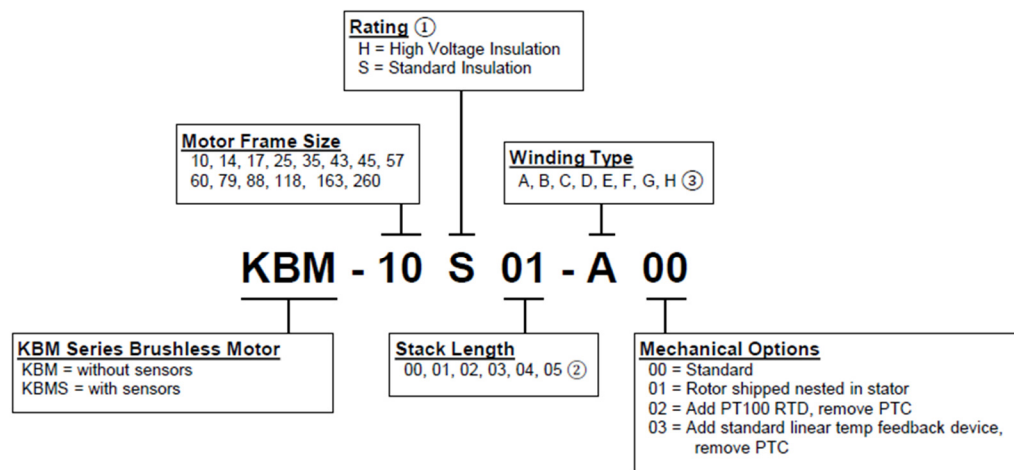 Rating ①
H = High Voltage Insulation
S = Standard Insulation
Motor Frame Size
10, 14, 17, 25, 35, 43, 45, 57
60, 79, 88, 118, 163, 260
Winding Type
A, B, C, D, E, F, G, H ③
KBM - 10 S 01 - A 00
KBM Series Brushless Motor
KBM = without sensors
KBMS = with sensors
Stack Length
00, 01, 02, 03, 04, 05 ②
Mechanical Options
00 = Standard
01 = Rotor shipped nested in stator
02 = Add PT100 RTD, remove PTC
03 = Add standard linear temp feedback device,
remove PTC